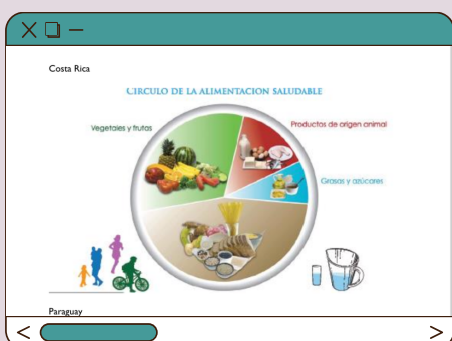 Costa Rica
CIRCULO DE LA ALIMENTACION SALUDABLE
Vegetales y frutas
Productos de origen animal
Grasas y azúcares
Paraguay